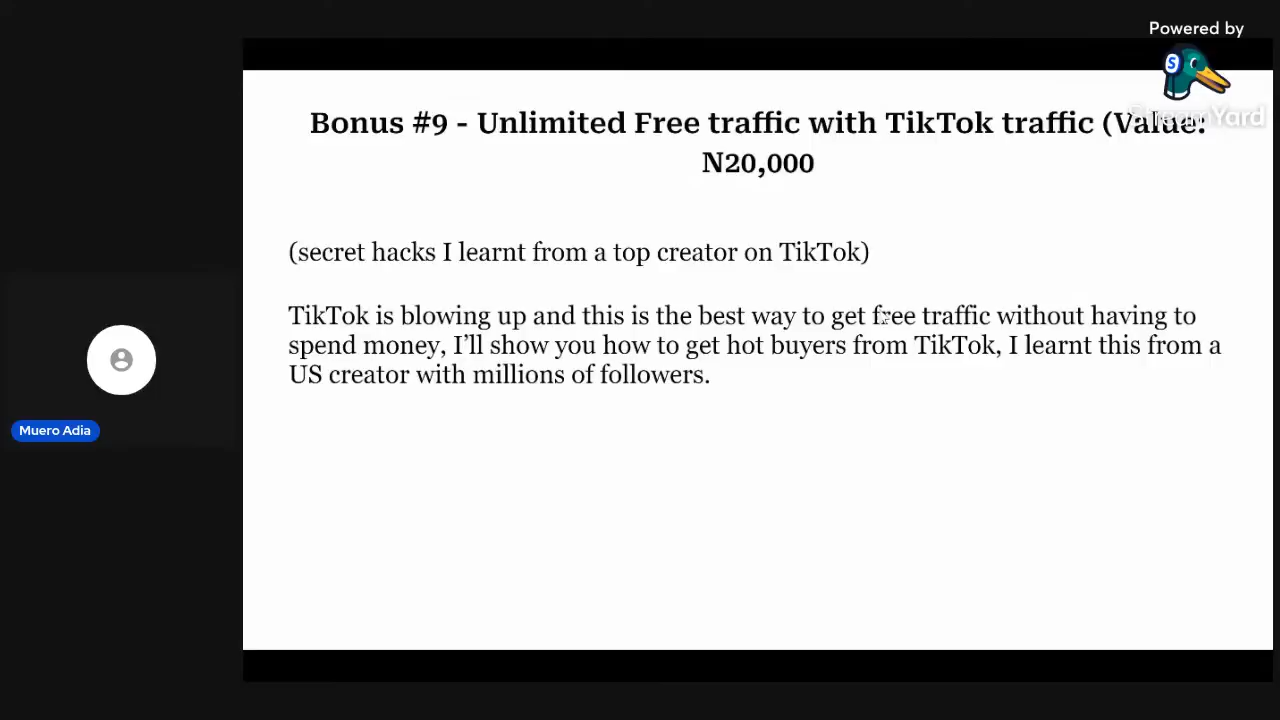 Powered by
StreamYard
Bonus #9 - Unlimited Free traffic with TikTok traffic (Value:
N20,000
(secret hacks I learnt from a top creator on TikTok)
TikTok is blowing up and this is the best way to get free traffic without having to
spend money, I’ll show you how to get hot buyers from TikTok, I learnt this from a
US creator with millions of followers.
Muero Adia